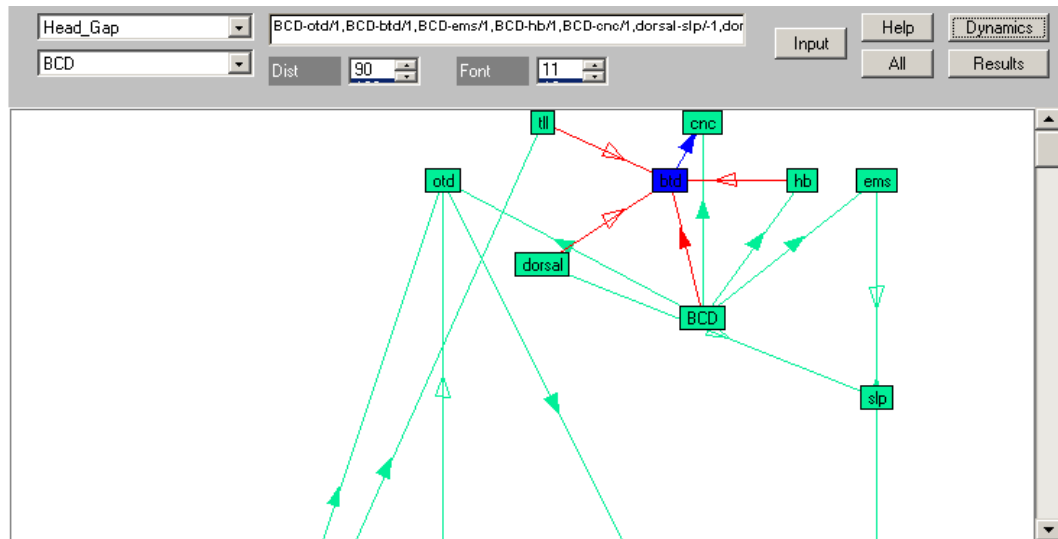 Head_Gap
BCD-otd/1,BCD-btd/1,BCD-ems/1,BCD-hb/1,BCD-cnc/1,dorsal-slp/-1,dor
Input
Help
Dynamics
BCD
Dist
90
Font
11
All
Results
tll
cnc
otd
btd
hb
ems
dorsal
BCD
slp